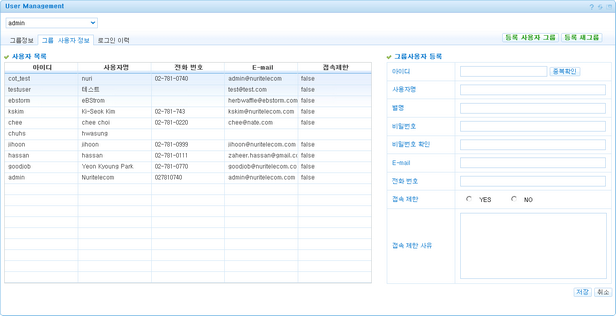 User Management
admin
그룹정보 그룹 사용자 정보 로그인 이력
등록 사용자 그룹 등록 새그룹
사용자 목록
아이디 사용자명 전화 번호 E-mail 접속제한
cot_test nuri 02-781-0740 admin@nuritelecom false
testuser 테스트 test@test.com false
ebstorm eBStrom herbwaffle@ebstorm.com false
kskim Ki-Seok Kim 02-781-743 kskim@nuritelecom.com false
chee chee choi 02-781-0220 chee@nate.com false
chuhs hwasung
jihoon jihoon 02-781-0999 jihoon@nuritelecom.com false
hassan hassan 02-781-0111 zaheer.hassan@gmail.cc false
goodjob Yeon Kyoung Park 02-781-0770 goodjob@nuritelecom.c false
admin Nuritelecom 027810740 admin@nuritelecom.com false
그룹사용자 등록
아이디 중복확인
사용자명
별명
비밀번호
비밀번호 확인
E-mail
전화 번호
접속 제한 YES NO
접속 제한 사유
저장 취소